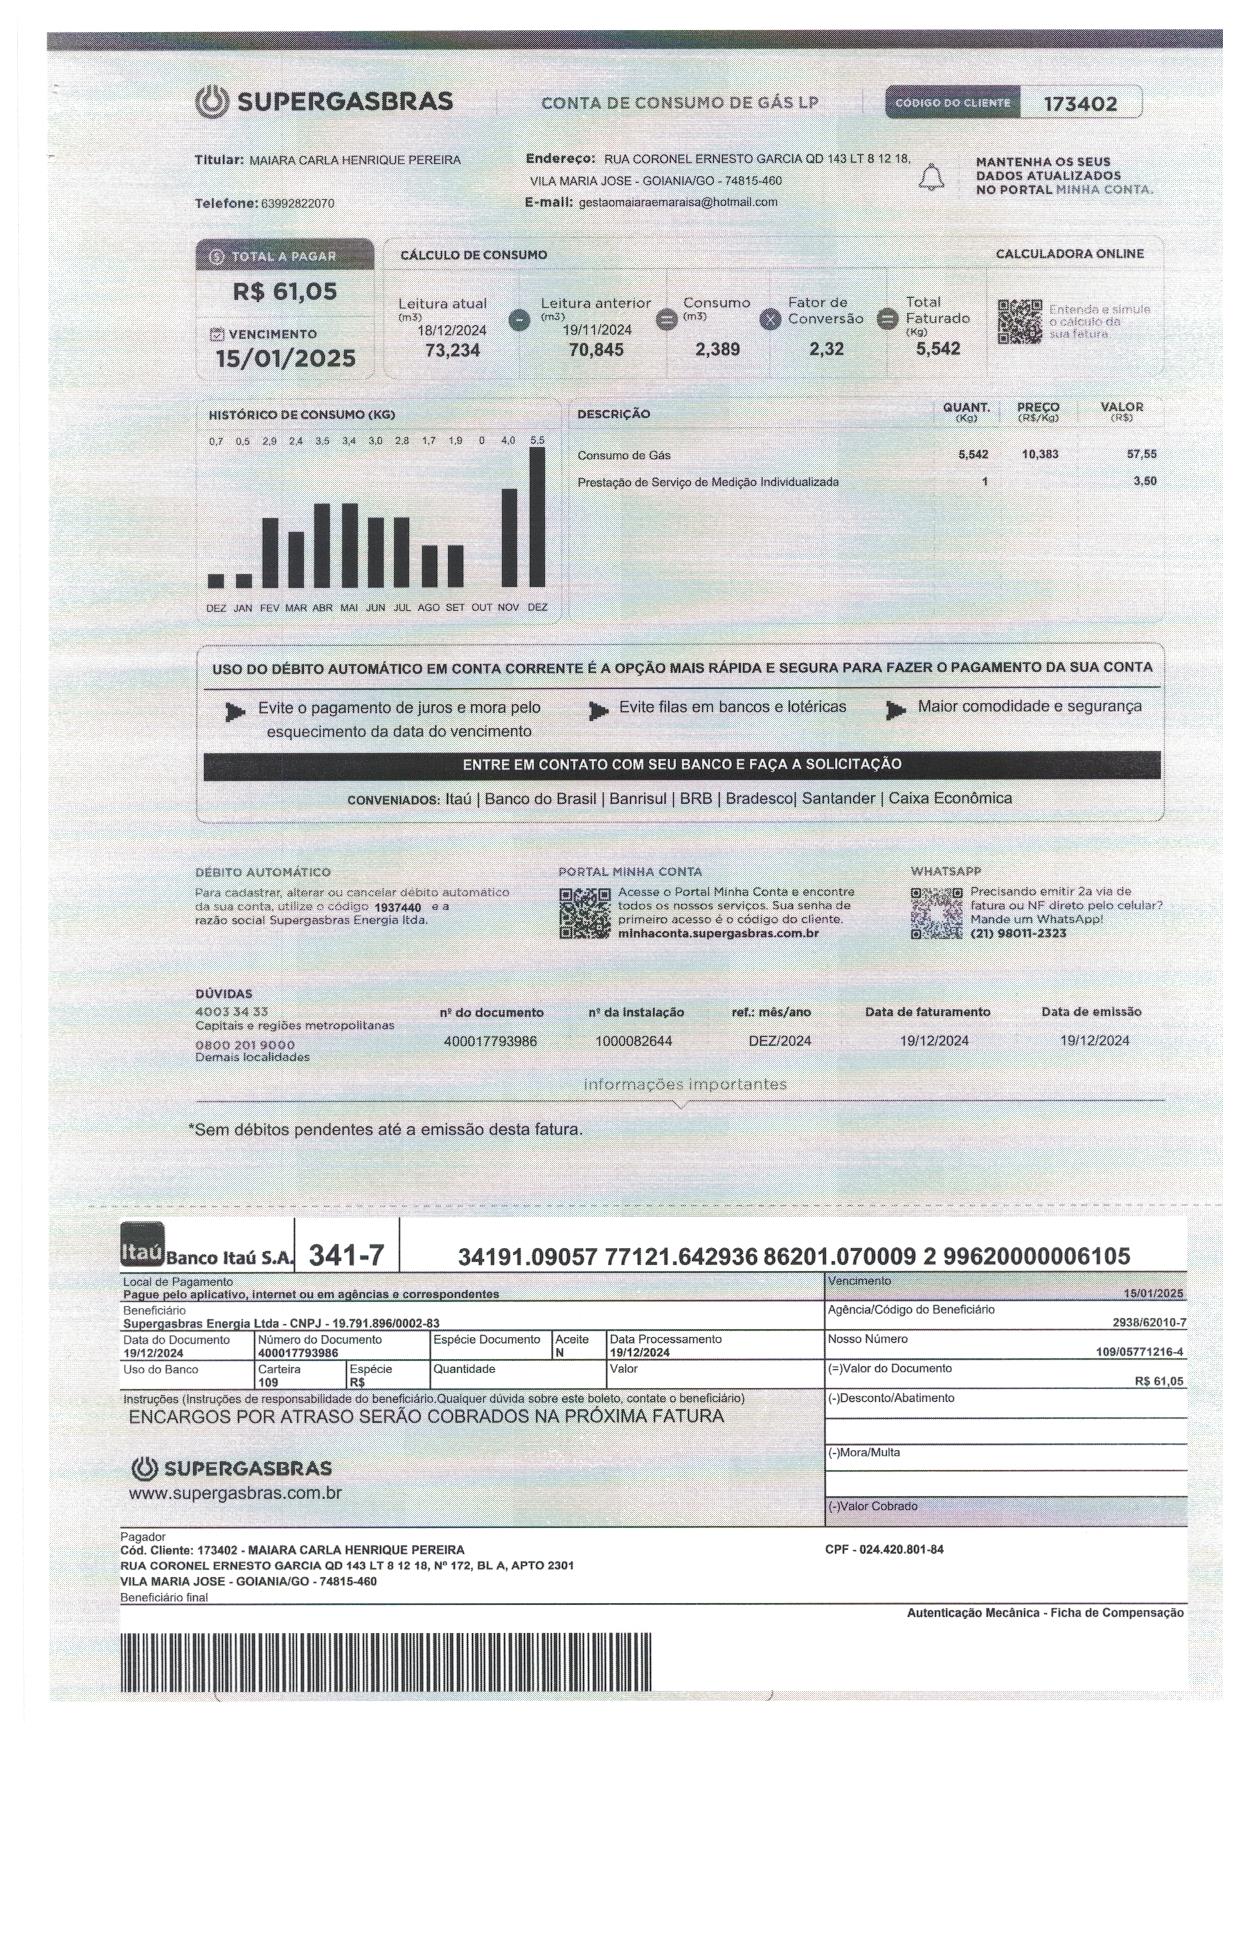 SUPERGASBRAS
CONTA DE CONSUMO DE GÁS LP
CÓDIGO DO CLIENTE 173402
Titular: MAIARA CARLA HENRIQUE PEREIRA
Endereço: RUA CORONEL ERNESTO GARCIA QD 143 LT 8 12 18,
VILA MARIA JOSE - GOIANIA/GO - 74815-460
Telefone: 63992822070
E-mail: gestaomaiaraemaraisa@hotmail.com
MANTENHA OS SEUS
DADOS ATUALIZADOS
NO PORTAL MINHA CONTA.
TOTAL A PAGAR
R$ 61,05
VENCIMENTO
15/01/2025
CÁLCULO DE CONSUMO
CALCULADORA ONLINE
Leitura atual
(m3)
18/12/2024
73,234
-
Leitura anterior
(m3)
19/11/2024
70,845
=
Consumo
(m3)
2,389
x
Fator de
Conversão
2,32
=
Total
Faturado
(Kg)
5,542
Entenda e simule
o cálculo da
sua fatura
HISTÓRICO DE CONSUMO (KG)
0,7 0,5 2,9 2,4 3,5 3,4 3,0 2,8 1,7 1,9 0 4,0 5,5
DEZ JAN FEV MAR ABR MAI JUN JUL AGO SET OUT NOV DEZ
DESCRIÇÃO QUANT. (Kg) PREÇO (R$/Kg) VALOR (R$)
Consumo de Gás 5,542 10,383 57,55
Prestação de Serviço de Medição Individualizada 1 3,50
USO DO DÉBITO AUTOMÁTICO EM CONTA CORRENTE É A OPÇÃO MAIS RÁPIDA E SEGURA PARA FAZER O PAGAMENTO DA SUA CONTA
Evite o pagamento de juros e mora pelo
esquecimento da data do vencimento
Evite filas em bancos e lotéricas
Maior comodidade e segurança
ENTRE EM CONTATO COM SEU BANCO E FAÇA A SOLICITAÇÃO
CONVENIADOS: Itaú | Banco do Brasil | Banrisul | BRB | Bradesco| Santander | Caixa Econômica
DÉBITO AUTOMÁTICO
Para cadastrar, alterar ou cancelar débito automático
da sua conta, utilize o código 1937440 e a
razão social Supergasbras Energia ltda.
PORTAL MINHA CONTA
Acesse o Portal Minha Conta e encontre
todos os nossos serviços. Sua senha de
primeiro acesso é o código do cliente.
minhaconta.supergasbras.com.br
WHATSAPP
Precisando emitir 2a via de
fatura ou NF direto pelo celular?
Mande um WhatsApp!
(21) 98011-2323
DÚVIDAS
4003 34 33
Capitais e regiões metropolitanas
0800 201 9000
Demais localidades
nº do documento
400017793986
nº da instalação
1000082644
ref.: mês/ano
DEZ/2024
Data de faturamento
19/12/2024
Data de emissão
19/12/2024
informações importantes
*Sem débitos pendentes até a emissão desta fatura.
Itaú Banco Itaú S.A. 341-7 34191.09057 77121.642936 86201.070009 2 99620000006105
Local de Pagamento
Pague pelo aplicativo, internet ou em agências e correspondentes
Vencimento
15/01/2025
Beneficiário
Supergasbras Energia Ltda - CNPJ - 19.791.896/0002-83
Agência/Código do Beneficiário
2938/62010-7
Data do Documento
19/12/2024
Número do Documento
400017793986
Espécie Documento
Aceite
N
Data Processamento
19/12/2024
Nosso Número
109/05771216-4
Uso do Banco
Carteira
109
Espécie
R$
Quantidade
Valor
(=)Valor do Documento
R$ 61,05
Instruções (Instruções de responsabilidade do beneficiário.Qualquer dúvida sobre este boleto, contate o beneficiário)
ENCARGOS POR ATRASO SERÃO COBRADOS NA PRÓXIMA FATURA
(-)Desconto/Abatimento
(-)Mora/Multa
(-)Valor Cobrado
SUPERGASBRAS
www.supergasbras.com.br
Pagador
Cód. Cliente: 173402 - MAIARA CARLA HENRIQUE PEREIRA
CPF - 024.420.801-84
RUA CORONEL ERNESTO GARCIA QD 143 LT 8 12 18, Nº 172, BL A, APTO 2301
VILA MARIA JOSE - GOIANIA/GO - 74815-460
Beneficiário final
Autenticação Mecânica - Ficha de Compensação